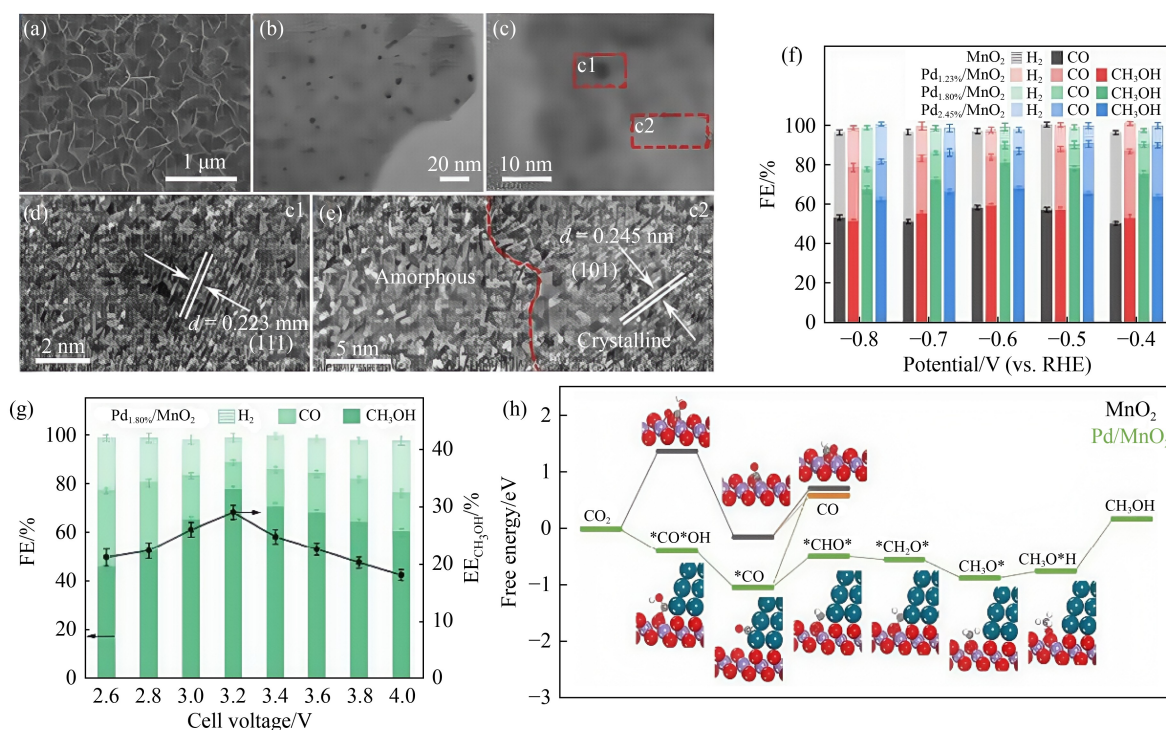 (a)
1 μm
(b)
20 nm
(c)
c1
c2
10 nm
(d)
c1
d = 0.223 mm
(111)
2 nm
(e)
c2
d = 0.245 nm
(101)
Amorphous
Crystalline
5 nm
(f)
MnO₂ H₂ CO
Pd₁.₂₃%/MnO₂ H₂ CO CH₃OH
Pd₁.₈₀%/MnO₂ H₂ CO CH₃OH
Pd₂.₄₅%/MnO₂ H₂ CO CH₃OH
FE/%
100
80
60
40
20
0
−0.8 −0.7 −0.6 −0.5 −0.4
Potential/V (vs. RHE)
(g)
Pd₁.₈₀%/MnO₂ H₂ CO CH₃OH
FE/%
100
80
60
40
20
40
30
20
10
0
EE_CH₃OH/%
2.6 2.8 3.0 3.2 3.4 3.6 3.8 4.0
Cell voltage/V
(h)
MnO₂
Pd/MnO₂
Free energy/eV
2
1
0
−1
−2
−3
CO₂
*CO*OH
*CO
CO
*CHO*
*CH₂O*
CH₃O*
CH₃O*H
CH₃OH